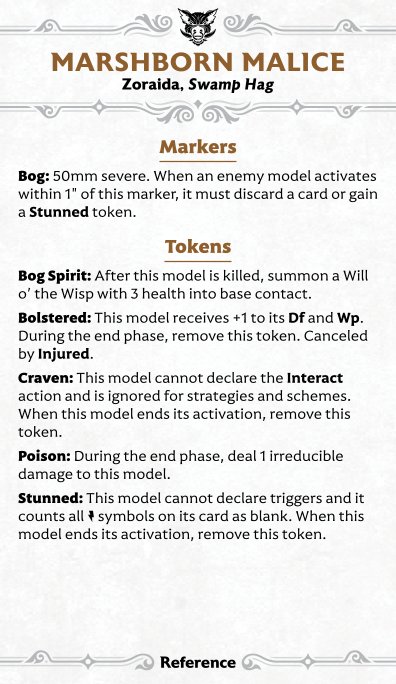 MARSHBORN MALICE
Zoraida, Swamp Hag
Markers
Bog: 50mm severe. When an enemy model activates
within 1" of this marker, it must discard a card or gain
a Stunned token.
Tokens
Bog Spirit: After this model is killed, summon a Will
o’ the Wisp with 3 health into base contact.
Bolstered: This model receives +1 to its Df and Wp.
During the end phase, remove this token. Canceled
by Injured.
Craven: This model cannot declare the Interact
action and is ignored for strategies and schemes.
When this model ends its activation, remove this
token.
Poison: During the end phase, deal 1 irreducible
damage to this model.
Stunned: This model cannot declare triggers and it
counts all symbols on its card as blank. When this
model ends its activation, remove this token.
Reference